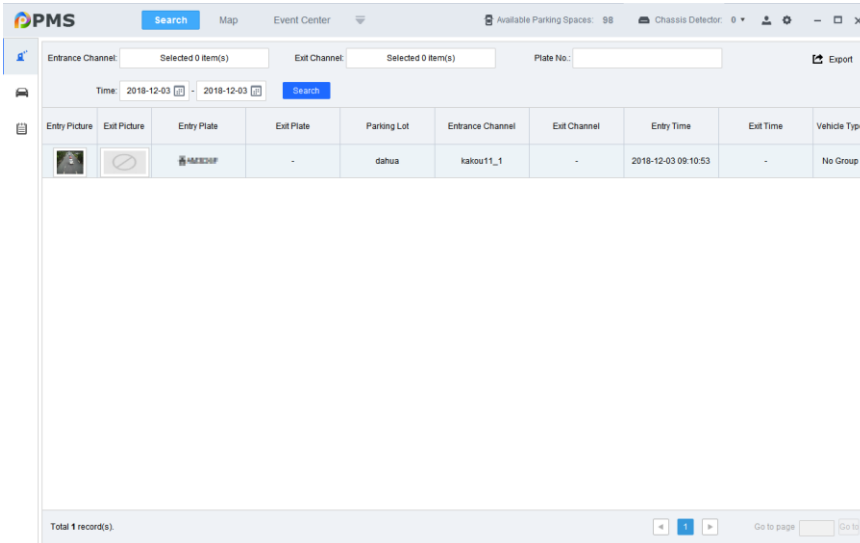 PPMS Search Map Event Center Available Parking Spaces: 98 Chassis Detector: 0
Entrance Channel: Selected 0 item(s) Exit Channel: Selected 0 item(s) Plate No.: Export
Time: 2018-12-03 - 2018-12-03 Search
Entry Picture Exit Picture Entry Plate Exit Plate Parking Lot Entrance Channel Exit Channel Entry Time Exit Time Vehicle Typ
- dahua kakou11_1 - 2018-12-03 09:10:53 - No Group
Total 1 record(s). 1 Go to page Go to